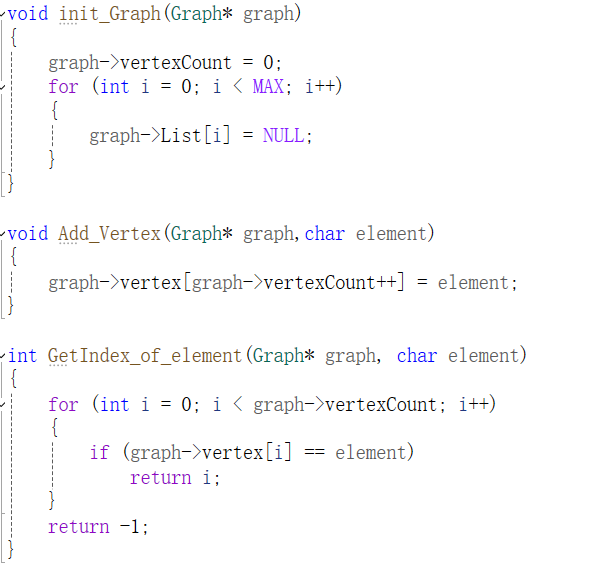 void init_Graph(Graph* graph)
{
graph->vertexCount = 0;
for (int i = 0; i < MAX; i++)
{
graph->List[i] = NULL;
}
}
void Add_Vertex(Graph* graph,char element)
{
graph->vertex[graph->vertexCount++] = element;
}
int GetIndex_of_element(Graph* graph, char element)
{
for (int i = 0; i < graph->vertexCount; i++)
{
if (graph->vertex[i] == element)
return i;
}
return -1;
}